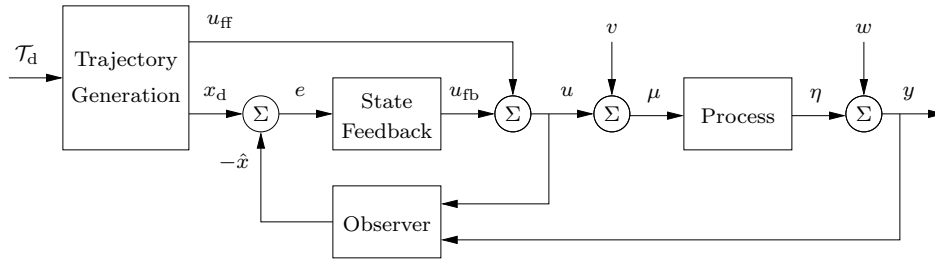 u_ff
v
w
𝒯_d
Trajectory
Generation
x_d
Σ
e
State
Feedback
u_fb
Σ
u
Σ
μ
Process
η
Σ
y
−x̂
Observer